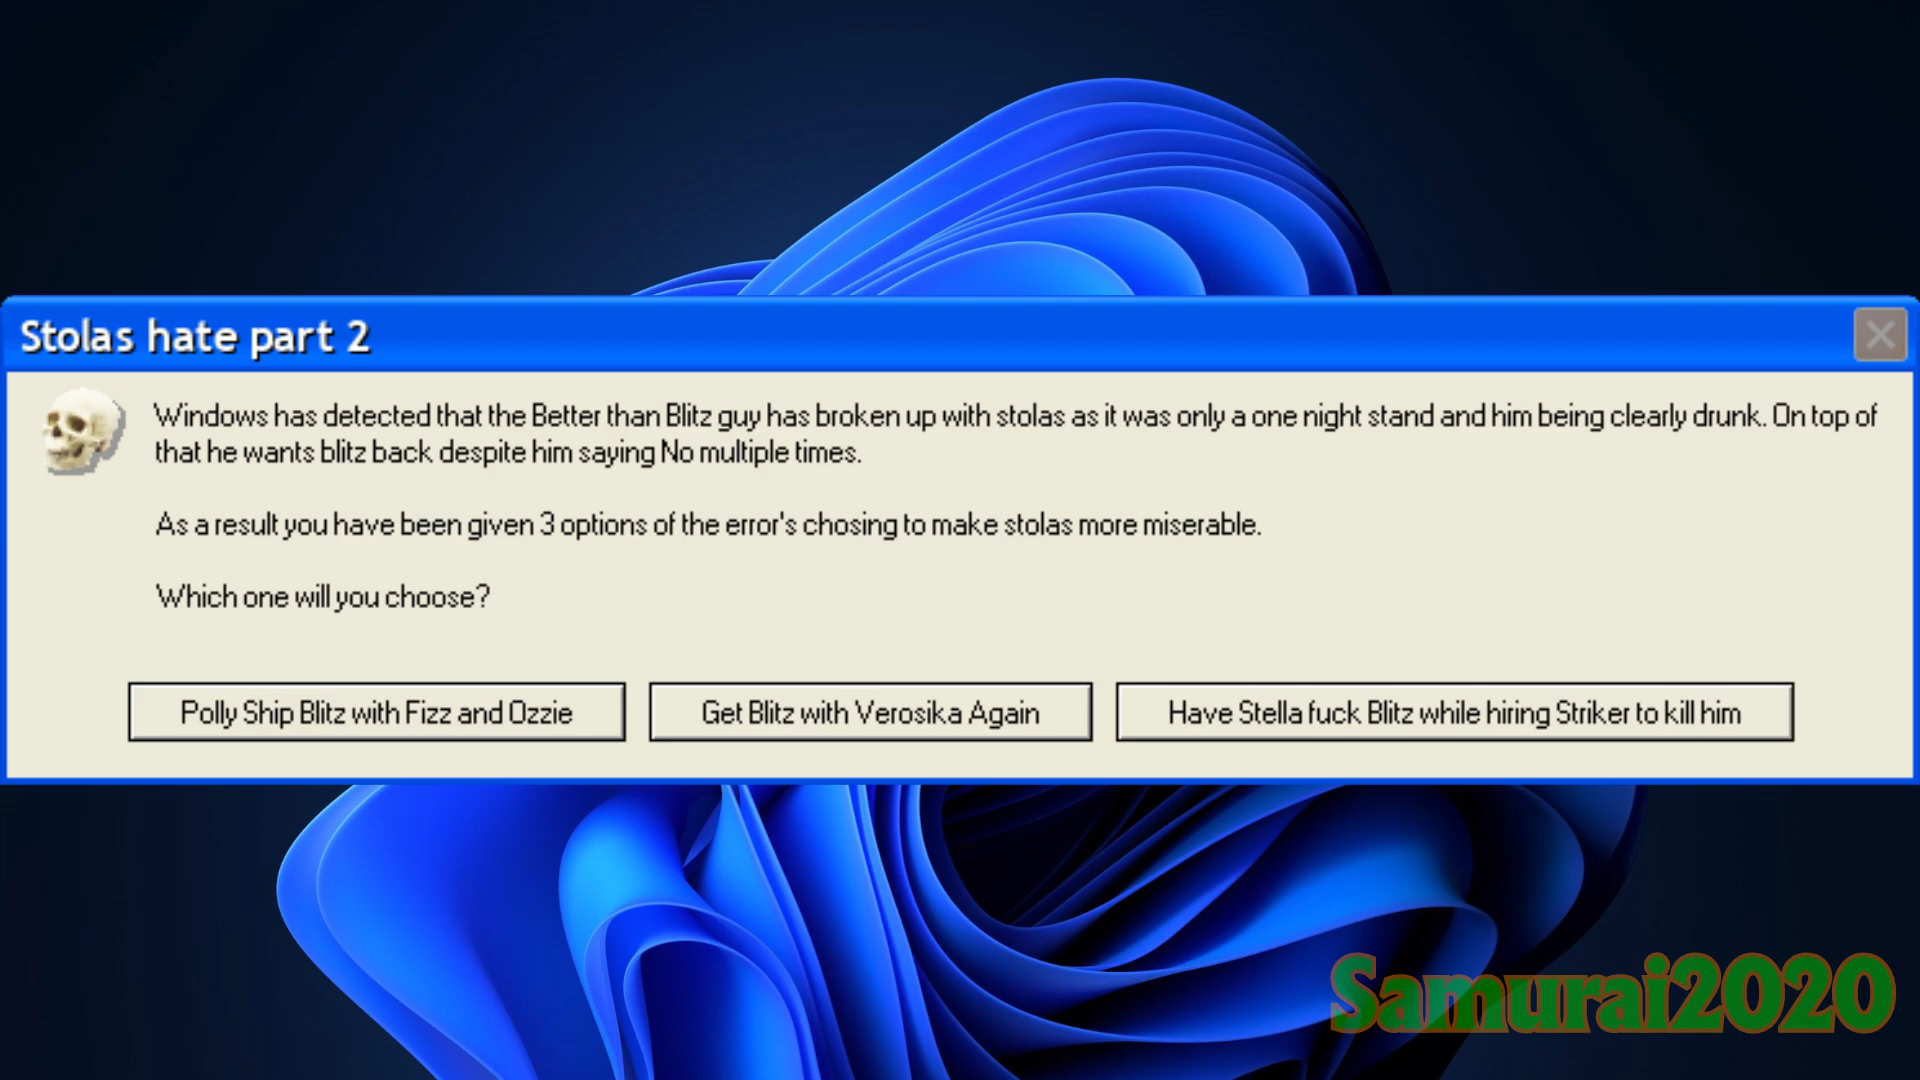 Stolas hate part 2
Windows has detected that the Better than Blitz guy has broken up with stolas as it was only a one night stand and him being clearly drunk. On top of
that he wants blitz back despite him saying No multiple times.
As a result you have been given 3 options of the error's chosing to make stolas more miserable.
Which one will you choose?
Polly Ship Blitz with Fizz and Ozzie
Get Blitz with Verosika Again
Have Stella fuck Blitz while hiring Striker to kill him
Samurai2020